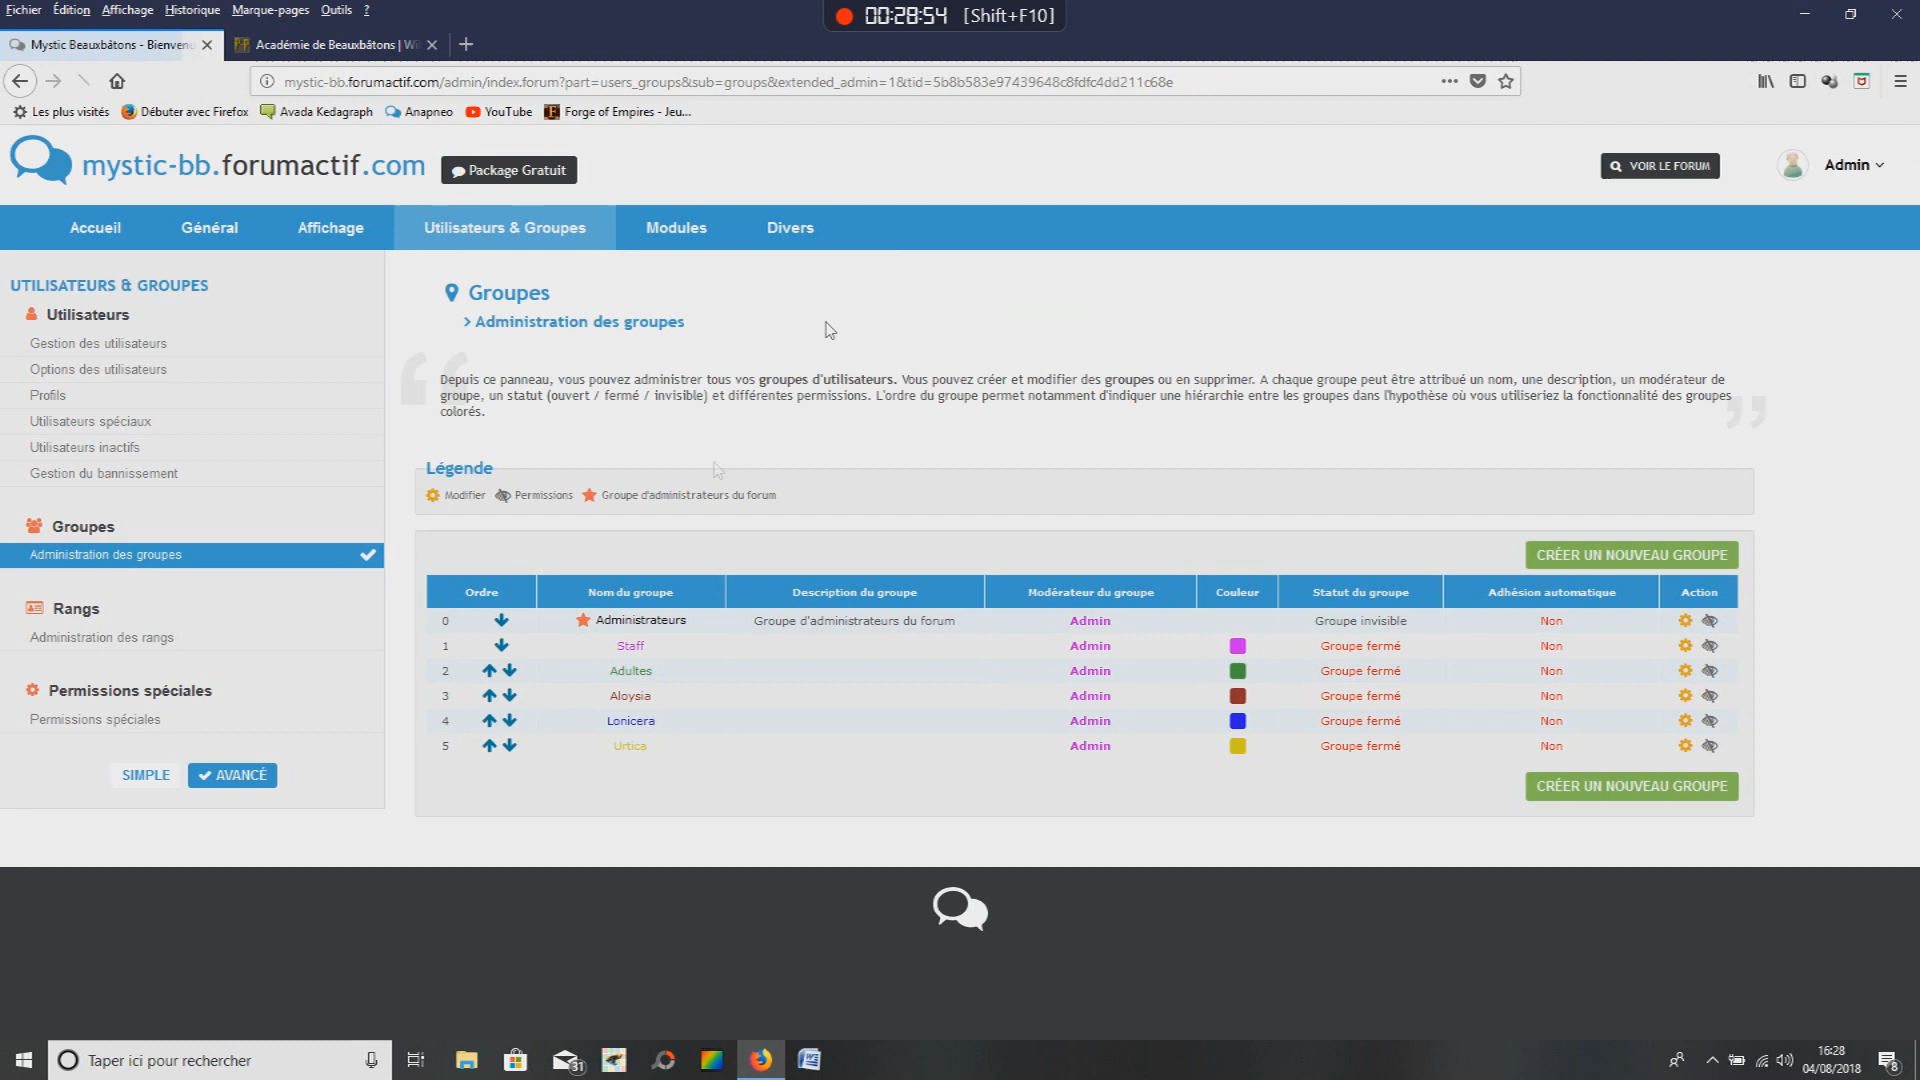 Fichier Édition Affichage Historique Marque-pages Outils ?
00:28:54 [Shift+F10]
Mystic Beauxbâtons - Bienvenu
Académie de Beauxbâtons | Wi
mystic-bb.forumactif.com/admin/index.forum?part=users_groups&sub=groups&extended_admin=1&tid=5b8b583e97439648c8fdfc4dd211c68e
Les plus visités Débuter avec Firefox Avada Kedagraph Anapneo YouTube Forge of Empires - Jeu...
mystic-bb.forumactif.com
Package Gratuit
VOIR LE FORUM
Admin
Accueil Général Affichage Utilisateurs & Groupes Modules Divers
UTILISATEURS & GROUPES
Utilisateurs
Gestion des utilisateurs
Options des utilisateurs
Profils
Utilisateurs spéciaux
Utilisateurs inactifs
Gestion du bannissement
Groupes
Administration des groupes
Rangs
Administration des rangs
Permissions spéciales
Permissions spéciales
SIMPLE AVANCÉ
Groupes
> Administration des groupes
Depuis ce panneau, vous pouvez administrer tous vos groupes d'utilisateurs. Vous pouvez créer et modifier des groupes ou en supprimer. A chaque groupe peut être attribué un nom, une description, un modérateur de
groupe, un statut (ouvert / fermé / invisible) et différentes permissions. L'ordre du groupe permet notamment d'indiquer une hiérarchie entre les groupes dans l'hypothèse où vous utiliseriez la fonctionnalité des groupes
colorés.
Légende
Modifier Permissions Groupe d'administrateurs du forum
CRÉER UN NOUVEAU GROUPE
Ordre Nom du groupe Description du groupe Modérateur du groupe Couleur Statut du groupe Adhésion automatique Action
0 Administrateurs Groupe d'administrateurs du forum Admin Groupe invisible Non
1 Staff Admin Groupe fermé Non
2 Adultes Admin Groupe fermé Non
3 Aloysia Admin Groupe fermé Non
4 Lonicera Admin Groupe fermé Non
5 Urtica Admin Groupe fermé Non
CRÉER UN NOUVEAU GROUPE
Taper ici pour rechercher
31
16:28
04/08/2018
8